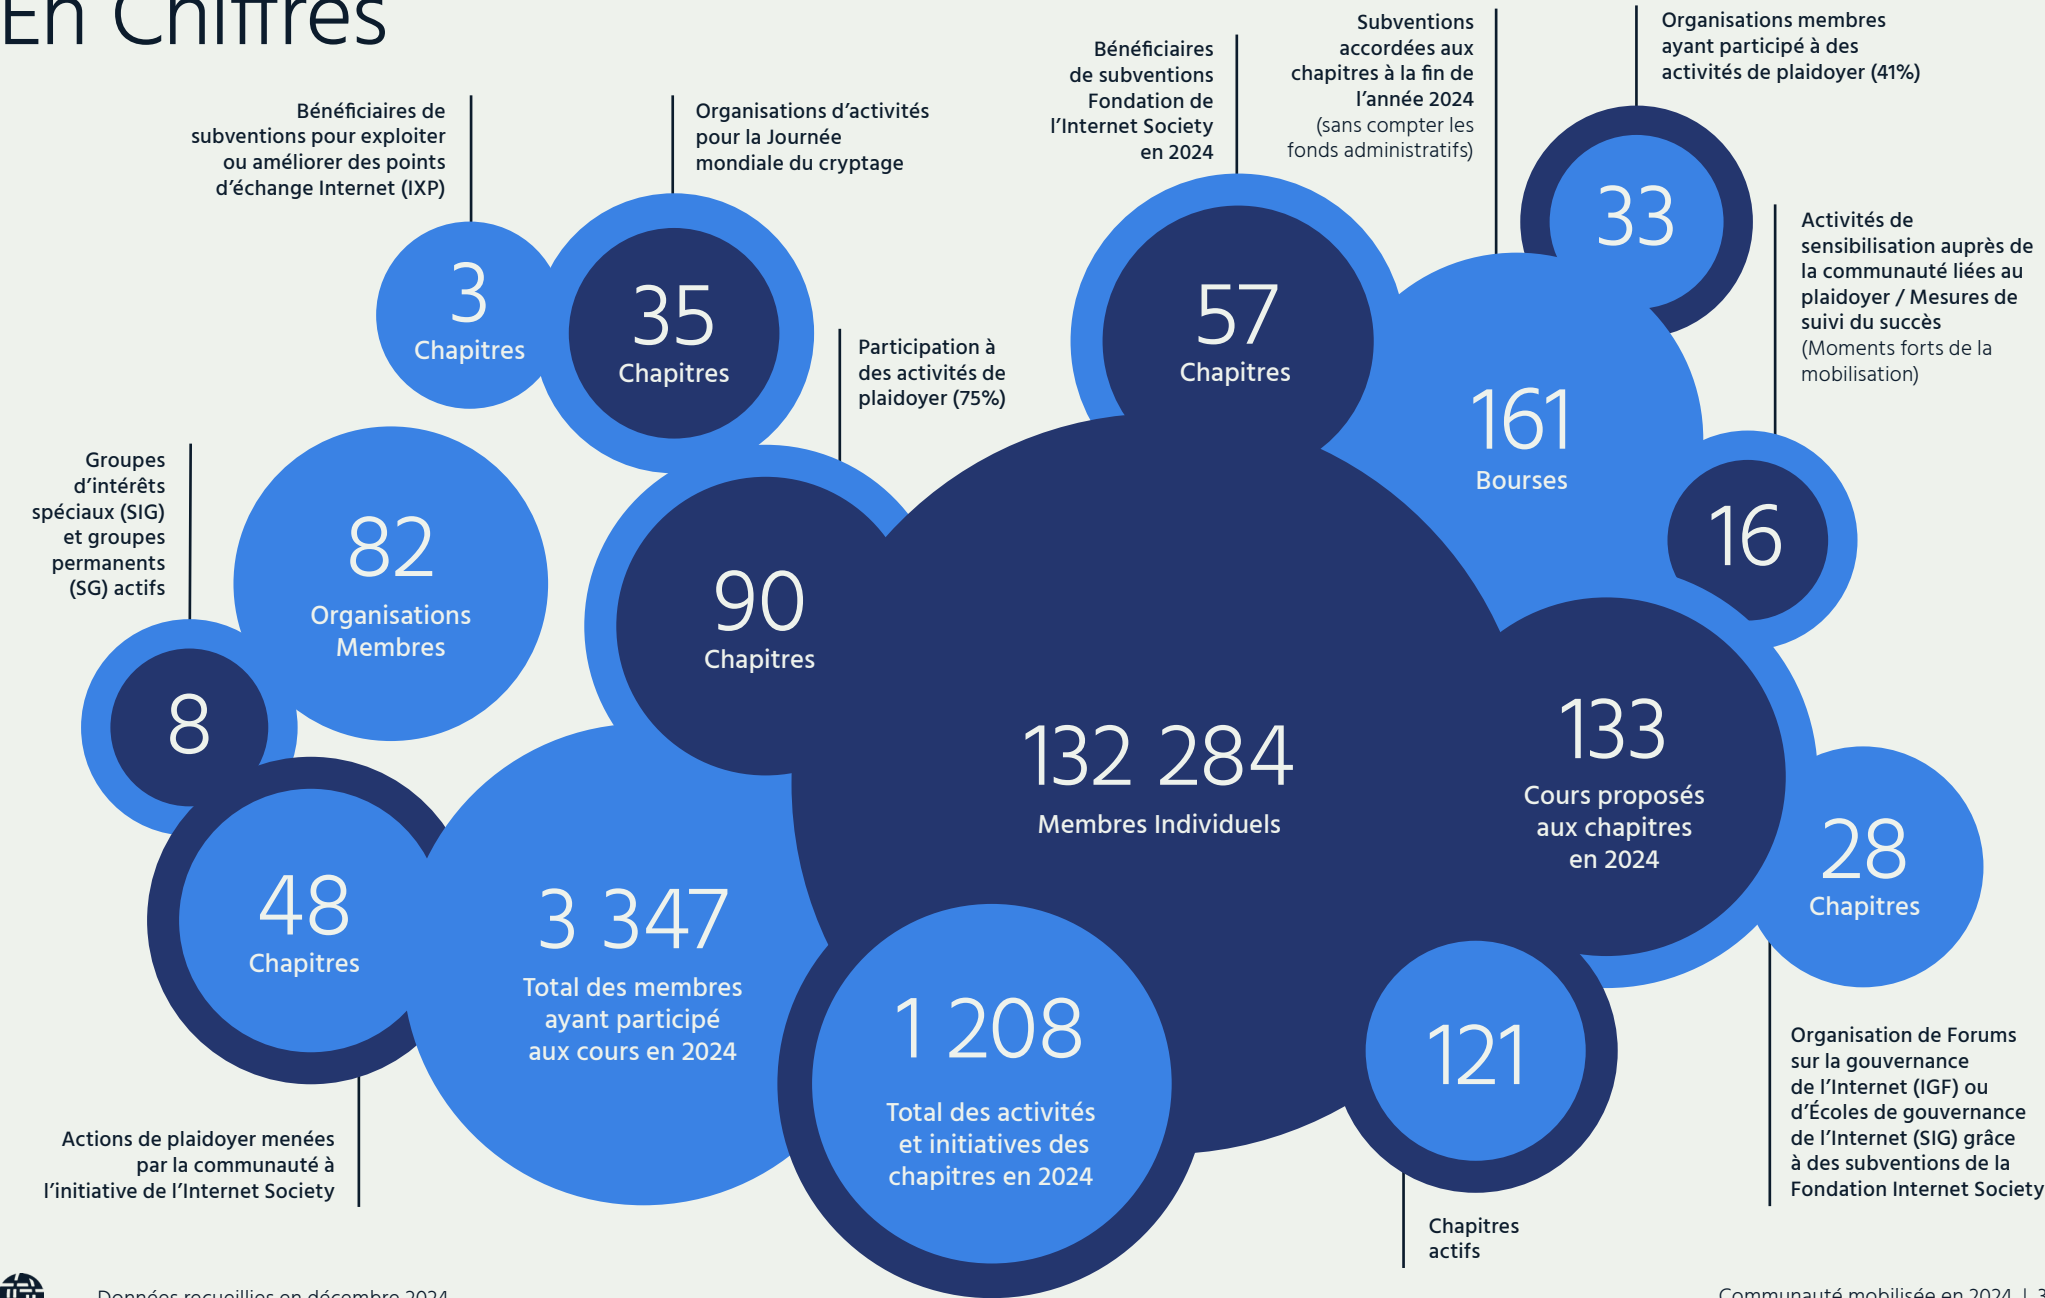 En Chiffres
Bénéficiaires de
subventions pour exploiter
ou améliorer des points
d'échange Internet (IXP)
3
Chapitres
Organisations d'activités
pour la Journée
mondiale du cryptage
35
Chapitres
Bénéficiaires
de subventions
Fondation de
l'Internet Society
en 2024
57
Chapitres
Subventions
accordées aux
chapitres à la fin de
l'année 2024
(sans compter les
fonds administratifs)
161
Bourses
Organisations membres
ayant participé à des
activités de plaidoyer (41%)
33
Activités de
sensibilisation auprès de
la communauté liées au
plaidoyer / Mesures de
suivi du succès
(Moments forts de la
mobilisation)
16
Participation à
des activités de
plaidoyer (75%)
90
Chapitres
Groupes
d'intérêts
spéciaux (SIG)
et groupes
permanents
(SG) actifs
8
82
Organisations
Membres
132 284
Membres Individuels
133
Cours proposés
aux chapitres
en 2024
28
Chapitres
Organisation de Forums
sur la gouvernance
de l'Internet (IGF) ou
d'Écoles de gouvernance
de l'Internet (SIG) grâce
à des subventions de la
Fondation Internet Society
48
Chapitres
Actions de plaidoyer menées
par la communauté à
l'initiative de l'Internet Society
3 347
Total des membres
ayant participé
aux cours en 2024
1 208
Total des activités
et initiatives des
chapitres en 2024
121
Chapitres
actifs
Données recueillies en décembre 2024
Communauté mobilisée en 2024 | 3